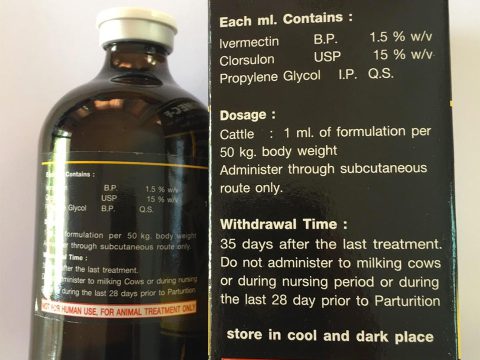 Each ml. Contains :
Ivermectin B.P. 1.5 % w/v
Clorsulon USP 15 % w/v
Propylene Glycol I.P. Q.S.
Dosage :
Cattle : 1 ml. of formulation per
50 kg. body weight
Administer through subcutaneous
route only.
Withdrawal Time :
35 days after the last treatment.
Do not administer to milking cows
or during nursing period or during
the last 28 day prior to Parturition
store in cool and dark place
Contains :
B.P. 1.5 % w/v
USP 15 % w/v
Glycol B.P. Q.S.
formulation per 50 kg. body weight
through subcutaneous route only.
Time :
after the last treatment.
to milking Cows or during nursing
during the last 28 day prior to Parturition
NOT FOR HUMAN USE, FOR ANIMAL TREATMENT ONLY